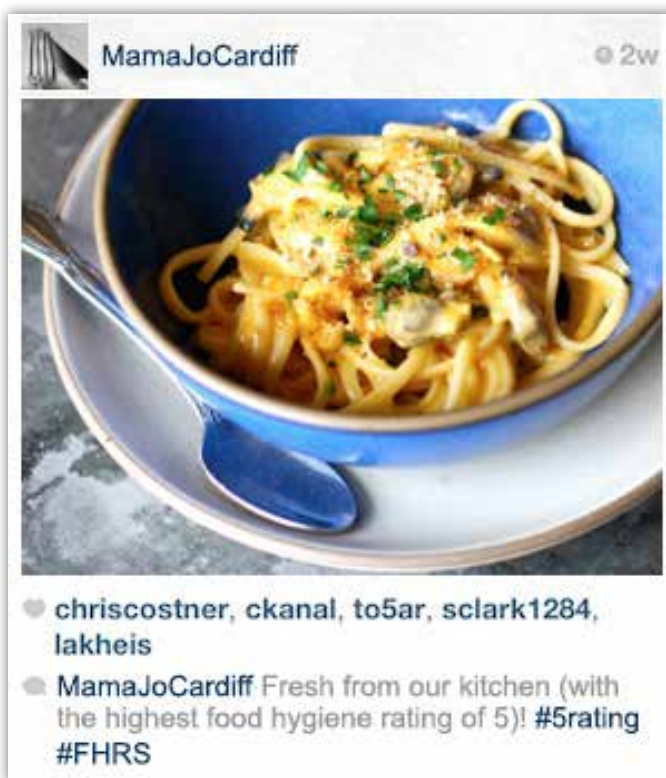 MamaJoCardiff 2w
chriscostner, ckanal, to5ar, sclark1284,
lakheis
MamaJoCardiff Fresh from our kitchen (with
the highest food hygiene rating of 5)! #5rating
#FHRS